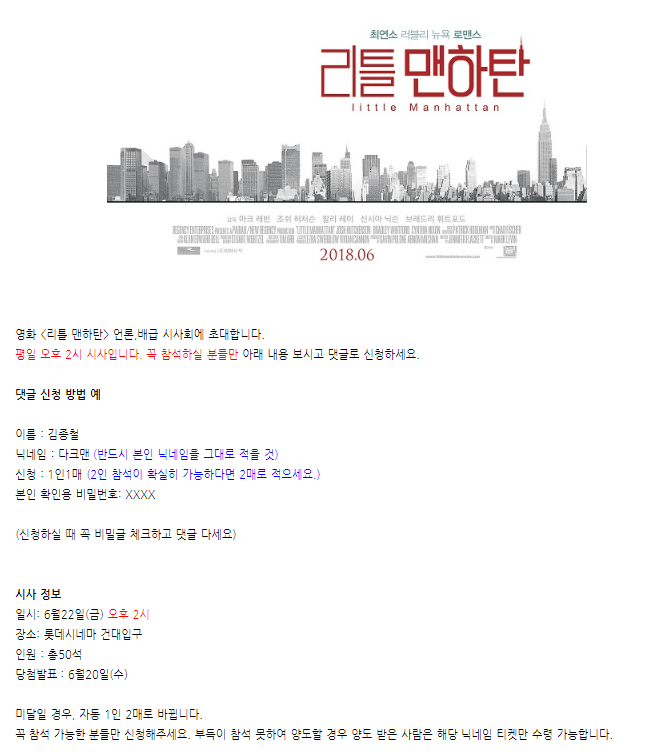 최연소 러블리 뉴욕 로맨스
리틀 맨하탄
little Manhattan
감독 마크 레빈 조쉬 허처슨 찰리 레이 신시아 닉슨 브래드리 휘트포드
2018.06
영화 <리틀 맨하탄> 언론,배급 시사회에 초대합니다.
평일 오후 2시 시사입니다. 꼭 참석하실 분들만 아래 내용 보시고 댓글로 신청하세요.
댓글 신청 방법 예
이름 : 김종철
닉네임 : 다크맨 (반드시 본인 닉네임을 그대로 적을 것)
신청 : 1인1매 (2인 참석이 확실히 가능하다면 2매로 적으세요.)
본인 확인용 비밀번호: XXXX
(신청하실 때 꼭 비밀글 체크하고 댓글 다세요)
시사 정보
일시: 6월22일(금) 오후 2시
장소: 롯데시네마 건대입구
인원 : 총50석
당첨발표 : 6월20일(수)
미달일 경우, 자동 1인 2매로 바뀝니다.
꼭 참석 가능한 분들만 신청해주세요. 부득이 참석 못하여 양도할 경우 양도 받은 사람은 해당 닉네임 티켓만 수령 가능합니다.